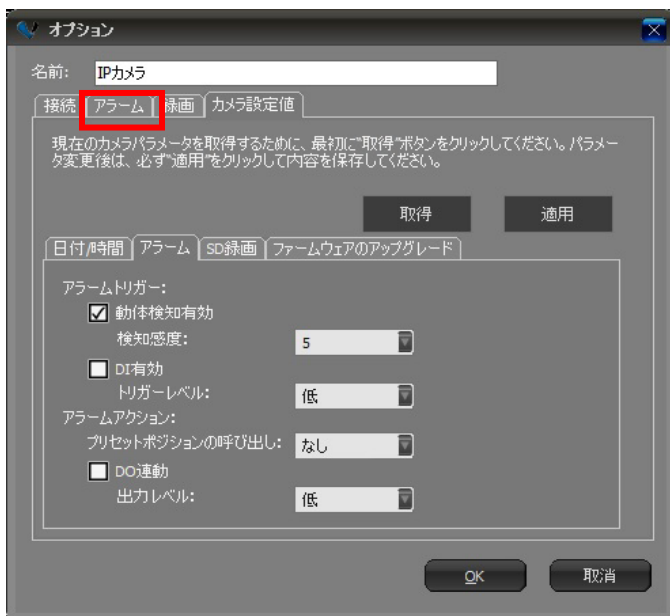 オプション
名前: IPカメラ
接続 アラーム 録画 カメラ設定値
現在のカメラパラメータを取得するために、最初に"取得"ボタンをクリックしてください。パラメー
タ変更後は、必ず"適用"をクリックして内容を保存してください。
取得 適用
日付/時間 アラーム SD録画 ファームウェアのアップグレード
アラームトリガー:
動体検知有効
検知感度: 5
DI有効
トリガーレベル: 低
アラームアクション:
プリセットポジションの呼び出し: なし
DO連動
出力レベル: 低
OK 取消